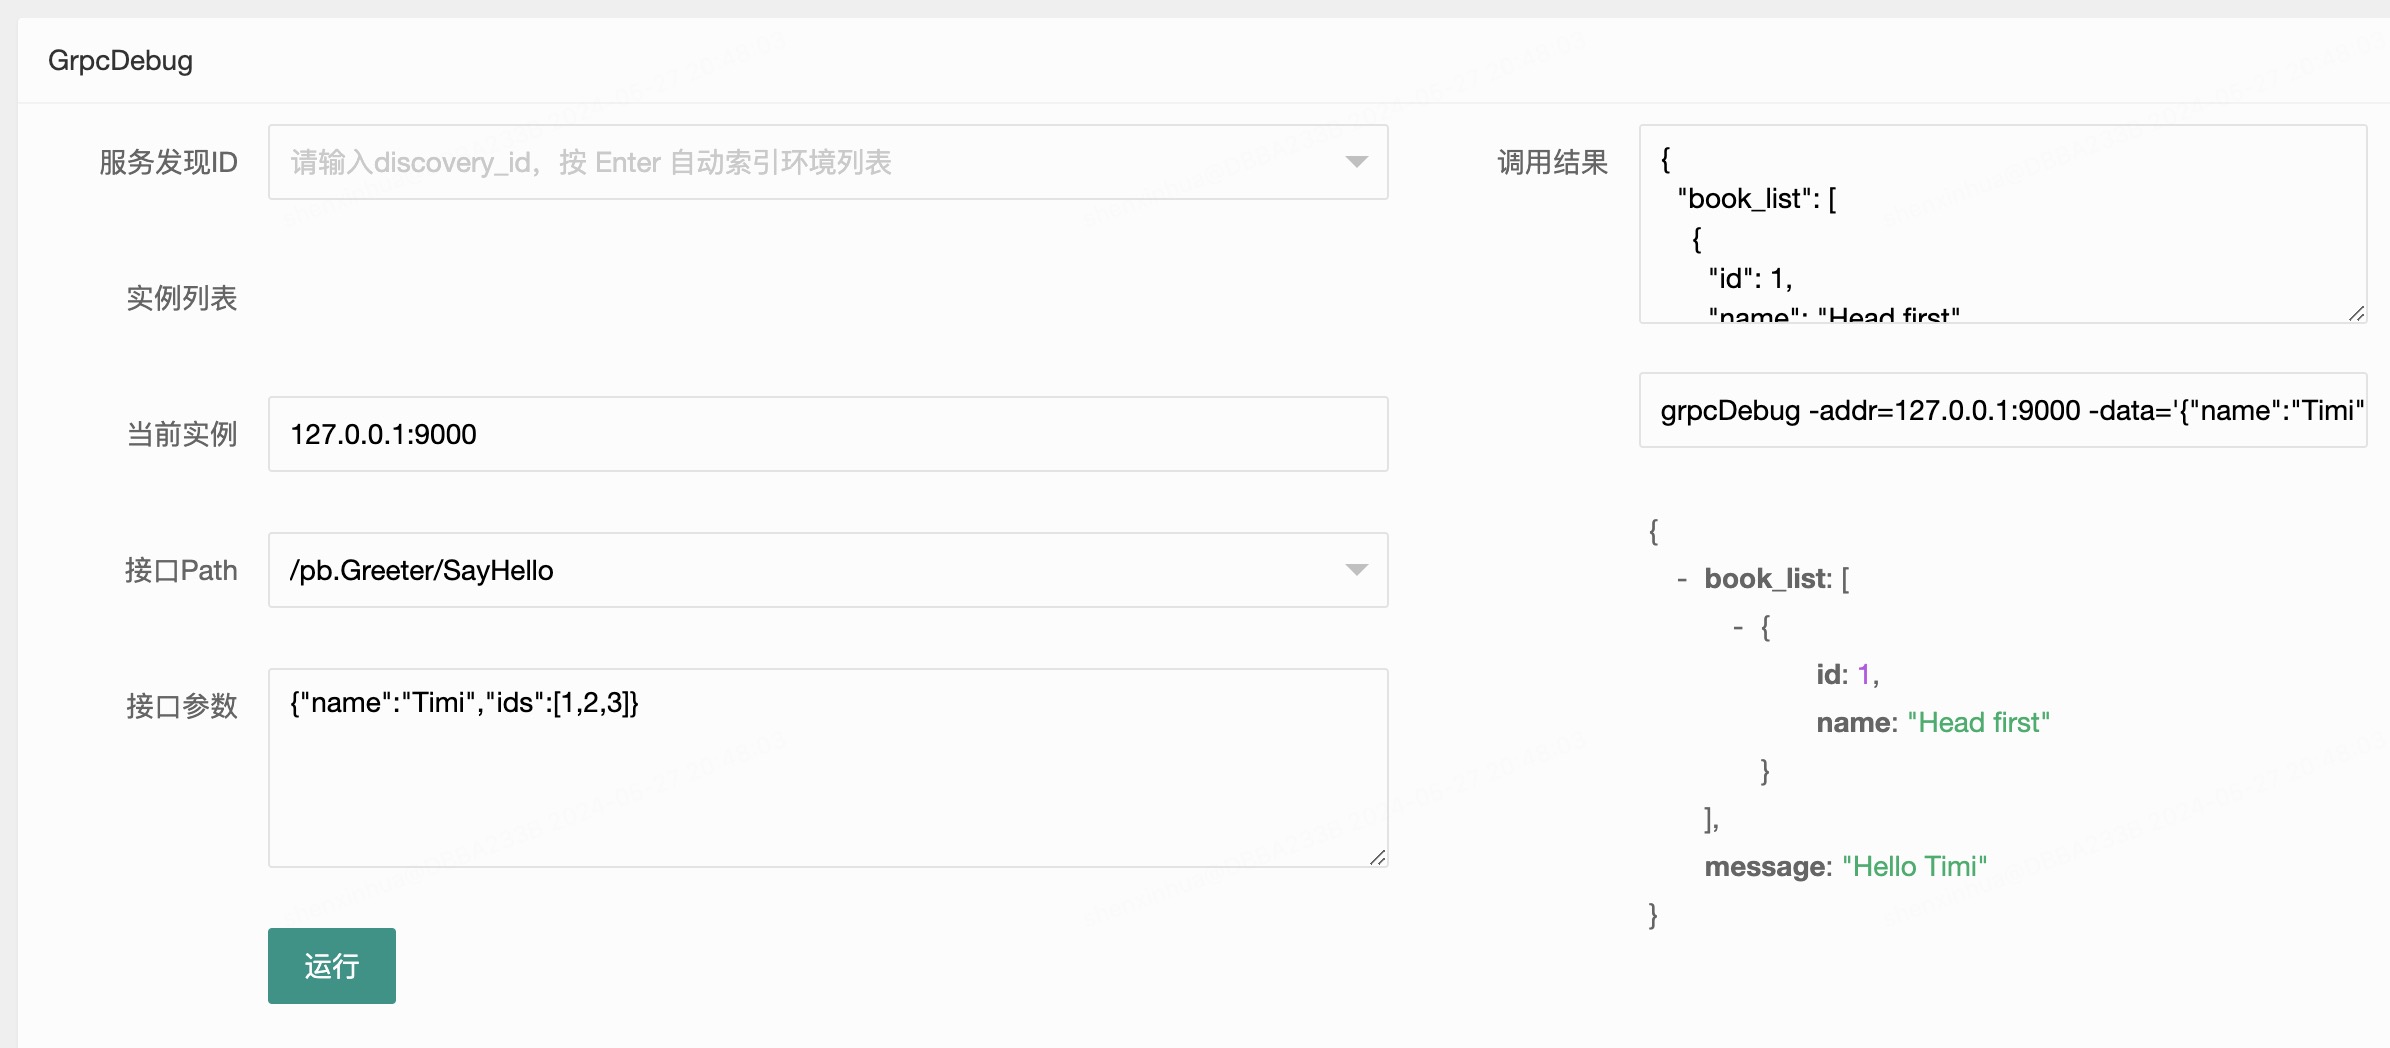 GrpcDebug
服务发现ID
请输入discovery_id，按 Enter 自动索引环境列表
实例列表
当前实例
127.0.0.1:9000
接口Path
/pb.Greeter/SayHello
接口参数
{"name":"Timi","ids":[1,2,3]}
运行
调用结果
{
"book_list": [
{
"id": 1,
"name": "Head first"
grpcDebug -addr=127.0.0.1:9000 -data='{"name":"Timi"
{
- book_list: [
- {
id: 1,
name: "Head first"
}
],
message: "Hello Timi"
}